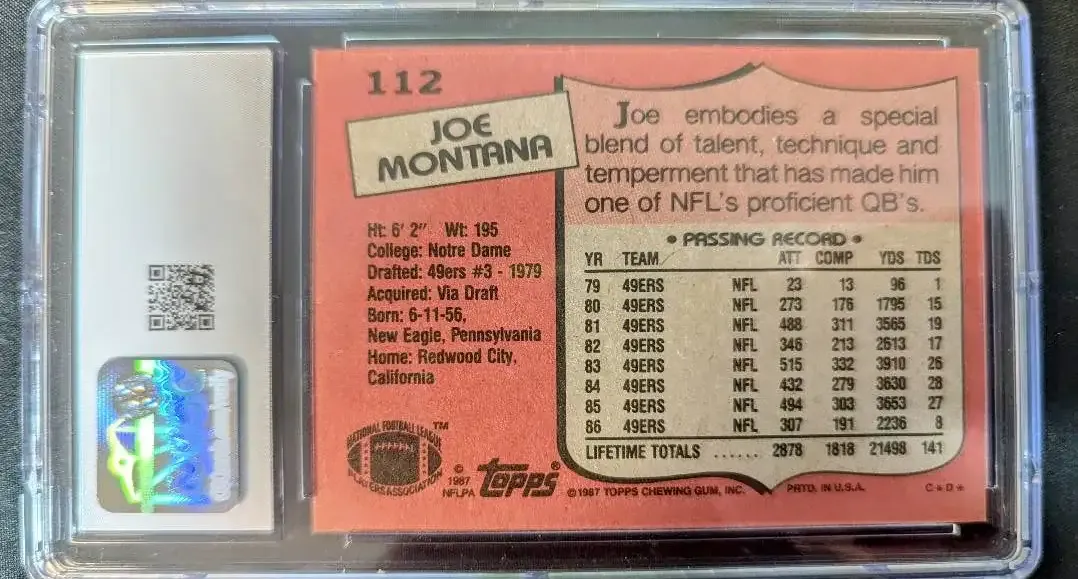 112
JOE
MONTANA
Ht: 6' 2" Wt: 195
College: Notre Dame
Drafted: 49ers #3 - 1979
Acquired: Via Draft
Born: 6-11-56,
New Eagle, Pennsylvania
Home: Redwood City,
California
Joe embodies a special
blend of talent, technique and
temperment that has made him
one of NFL's proficient QB's.
• PASSING RECORD •
YR TEAM ATT COMP YDS TDS
79 49ERS NFL 23 13 96 1
80 49ERS NFL 273 176 1795 15
81 49ERS NFL 488 311 3565 19
82 49ERS NFL 346 213 2613 17
83 49ERS NFL 515 332 3910 26
84 49ERS NFL 432 279 3630 28
85 49ERS NFL 494 303 3653 27
86 49ERS NFL 307 191 2236 8
LIFETIME TOTALS ...... 2878 1818 21498 141
NATIONAL FOOTBALL LEAGUE
PLAYERS ASSOCIATION
TM
© 1987
NFLPA
topps®
© 1987 TOPPS CHEWING GUM, INC. PRTD. IN U.S.A. C*D*